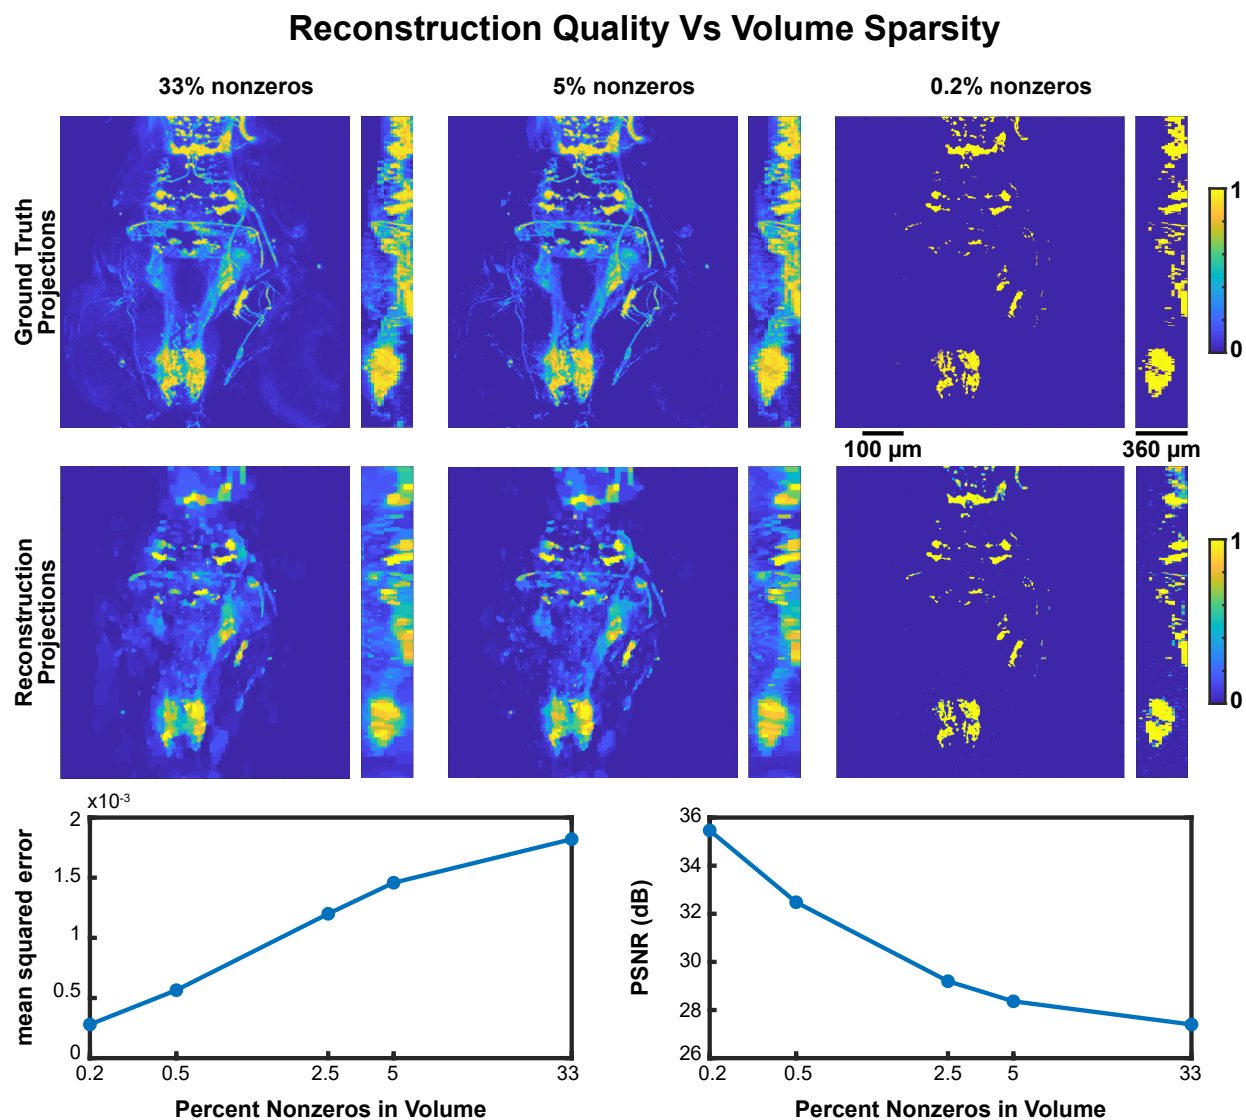 Reconstruction Quality Vs Volume Sparsity
33% nonzeros
5% nonzeros
0.2% nonzeros
Ground Truth
Projections
1
0
100 µm
360 µm
Reconstruction
Projections
1
0
x10-3
2
1.5
1
0.5
0
mean squared error
0.2
0.5
2.5
5
33
Percent Nonzeros in Volume
36
34
32
30
28
26
PSNR (dB)
0.2
0.5
2.5
5
33
Percent Nonzeros in Volume